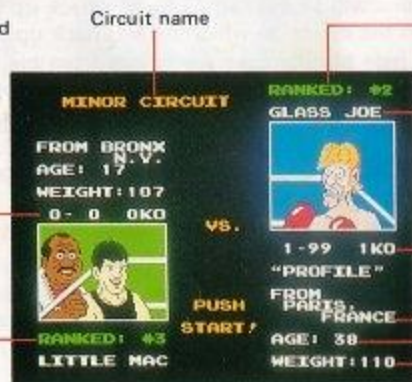 d
Circuit name
MINOR CIRCUIT
FROM BRONX
N.Y.
AGE: 17
WEIGHT:107
0- 0 0KO
RANKED: #3
LITTLE MAC
VS.
PUSH
START!
RANKED: #2
GLASS JOE
1-99 1KO
"PROFILE"
FROM
PARIS,
FRANCE
AGE: 38
WEIGHT:110